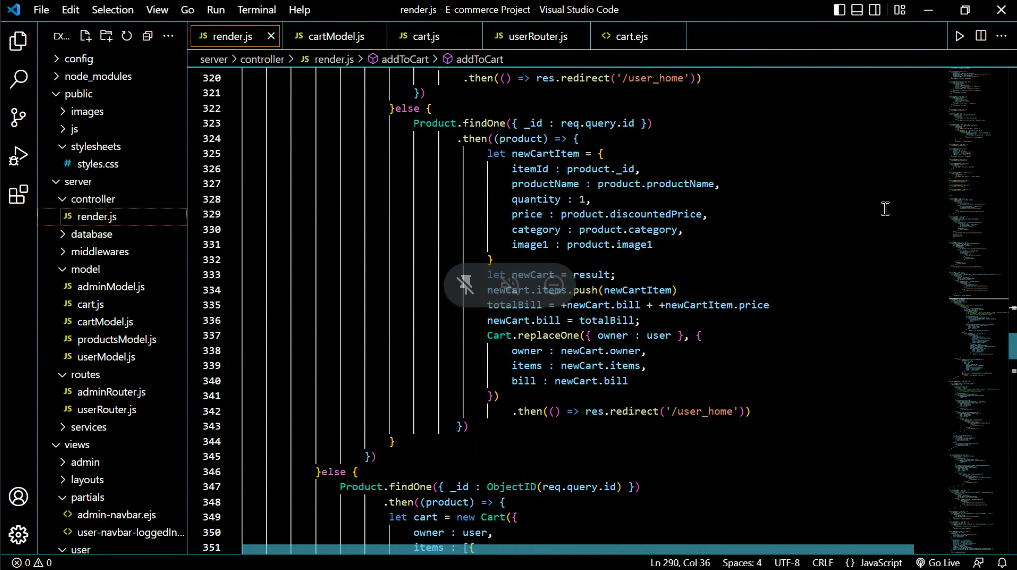 File Edit Selection View Go Run Terminal Help render.js - E-commerce Project - Visual Studio Code
EX... ···
config
node_modules
public
images
js
stylesheets
# styles.css
server
controller
JS render.js
database
middlewares
model
JS adminModel.js
JS cart.js
JS cartModel.js
JS productsModel.js
JS userModel.js
routes
JS adminRouter.js
JS userRouter.js
services
views
admin
layouts
partials
<> admin-navbar.ejs
<> user-navbar-loggedIn...
user
JS render.js JS cartModel.js JS cart.js JS userRouter.js <> cart.ejs
server > controller > JS render.js > addToCart > addToCart
320 .then(() => res.redirect('/user_home'))
321 })
322 }else {
323 Product.findOne({ _id : req.query.id })
324 .then((product) => {
325 let newCartItem = {
326 itemId : product._id,
327 productName : product.productName,
328 quantity : 1,
329 price : product.discountedPrice,
330 category : product.category,
331 image1 : product.image1
332 }
333 let newCart = result;
334 newCart.items.push(newCartItem)
335 totalBill = +newCart.bill + +newCartItem.price
336 newCart.bill = totalBill;
337 Cart.replaceOne({ owner : user }, {
338 owner : newCart.owner,
339 items : newCart.items,
340 bill : newCart.bill
341 })
342 .then(() => res.redirect('/user_home'))
343 })
344 }
345 })
346 }else {
347 Product.findOne({ _id : ObjectID(req.query.id) })
348 .then((product) => {
349 let cart = new Cart({
350 owner : user,
351 items : [{
0 0 Ln 290, Col 36 Spaces: 4 UTF-8 CRLF {} JavaScript Go Live